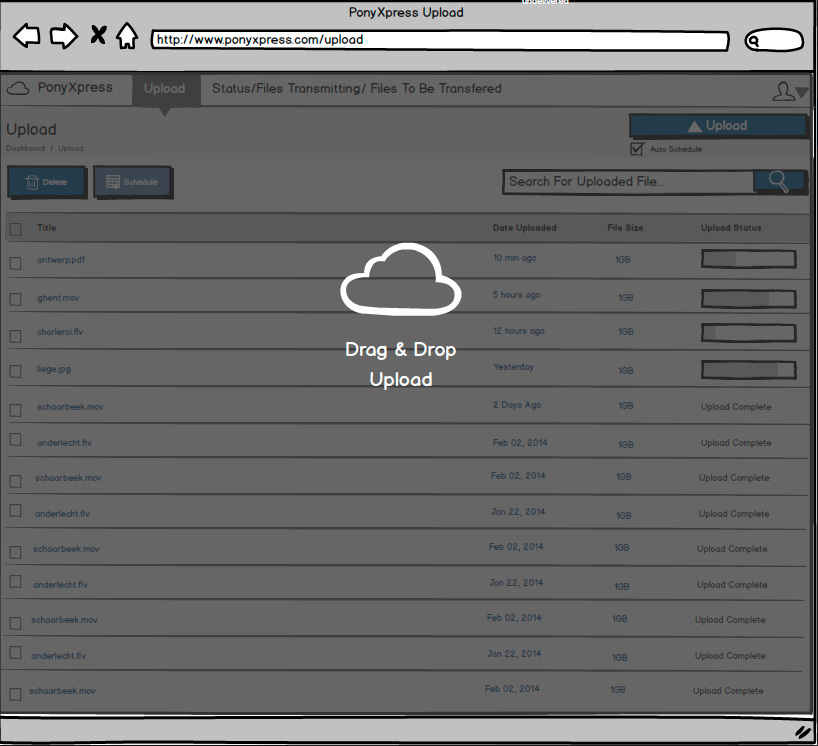 undelivered
PonyXpress Upload
http://www.ponyxpress.com/upload
PonyXpress Upload Status/Files Transmitting/ Files To Be Transfered
Upload
Upload
Dashboard / Upload
Auto Schedule
Delete Schedule
Search For Uploaded File...
Title Date Uploaded File Size Upload Status
antwerp.pdf 10 min ago 1GB
ghent.mov 5 hours ago 1GB
charleroi.flv 12 hours ago 1GB
Drag & Drop
Upload
liege.jpg Yesterday 1GB
schaarbeek.mov 2 Days Ago 1GB Upload Complete
anderlecht.flv Feb 02, 2014 1GB Upload Complete
schaarbeek.mov Feb 02, 2014 1GB Upload Complete
anderlecht.flv Jan 22, 2014 1GB Upload Complete
schaarbeek.mov Feb 02, 2014 1GB Upload Complete
anderlecht.flv Jan 22, 2014 1GB Upload Complete
schaarbeek.mov Feb 02, 2014 1GB Upload Complete
anderlecht.flv Jan 22, 2014 1GB Upload Complete
schaarbeek.mov Feb 02, 2014 1GB Upload Complete